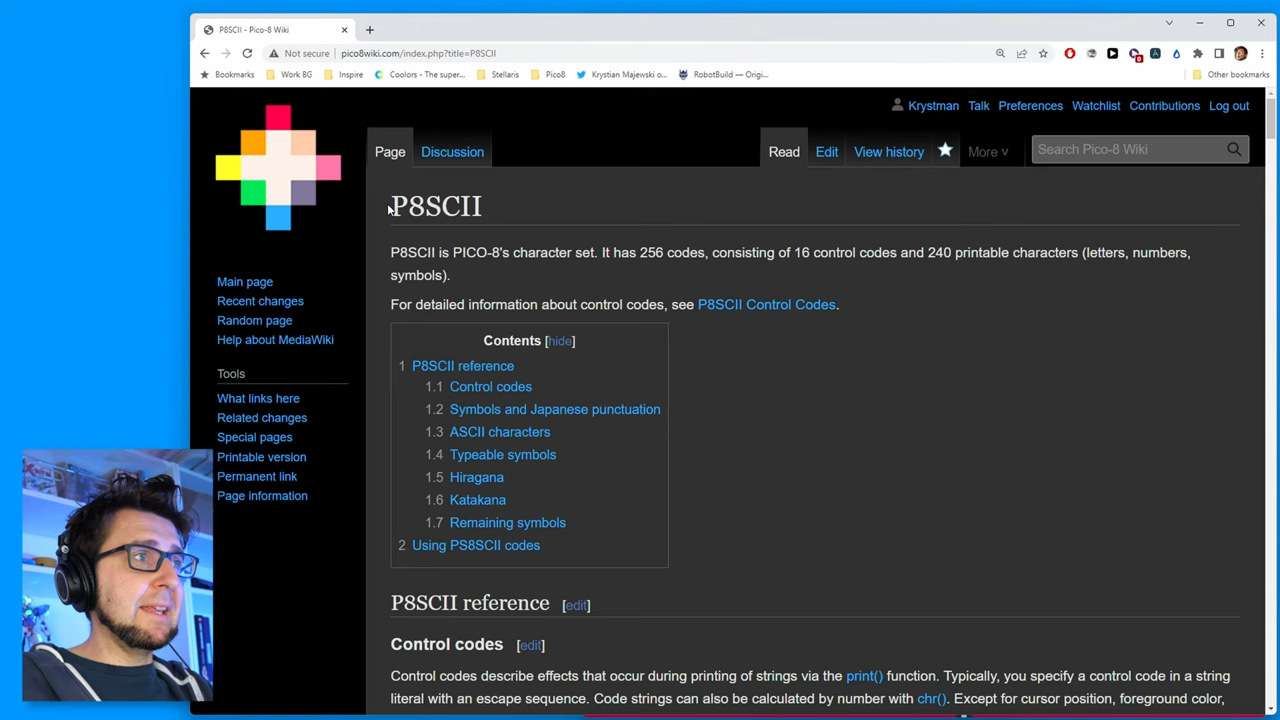 P8SCII - Pico-8 Wiki
Not secure
pico8wiki.com/index.php?title=P8SCII
Bookmarks
Work BG
Inspire
Coolors - The super...
Stellaris
Pico8
Krystian Majewski o...
RobotBuild — Origi...
Other bookmarks
Krystman Talk Preferences Watchlist Contributions Log out
Page Discussion Read Edit View history More Search Pico-8 Wiki
P8SCII
P8SCII is PICO-8's character set. It has 256 codes, consisting of 16 control codes and 240 printable characters (letters, numbers,
symbols).
For detailed information about control codes, see P8SCII Control Codes.
Contents [hide]
1 P8SCII reference
1.1 Control codes
1.2 Symbols and Japanese punctuation
1.3 ASCII characters
1.4 Typeable symbols
1.5 Hiragana
1.6 Katakana
1.7 Remaining symbols
2 Using PS8SCII codes
P8SCII reference [edit]
Control codes [edit]
Control codes describe effects that occur during printing of strings via the print() function. Typically, you specify a control code in a string
literal with an escape sequence. Code strings can also be calculated by number with chr(). Except for cursor position, foreground color,
Main page
Recent changes
Random page
Help about MediaWiki
Tools
What links here
Related changes
Special pages
Printable version
Permanent link
Page information